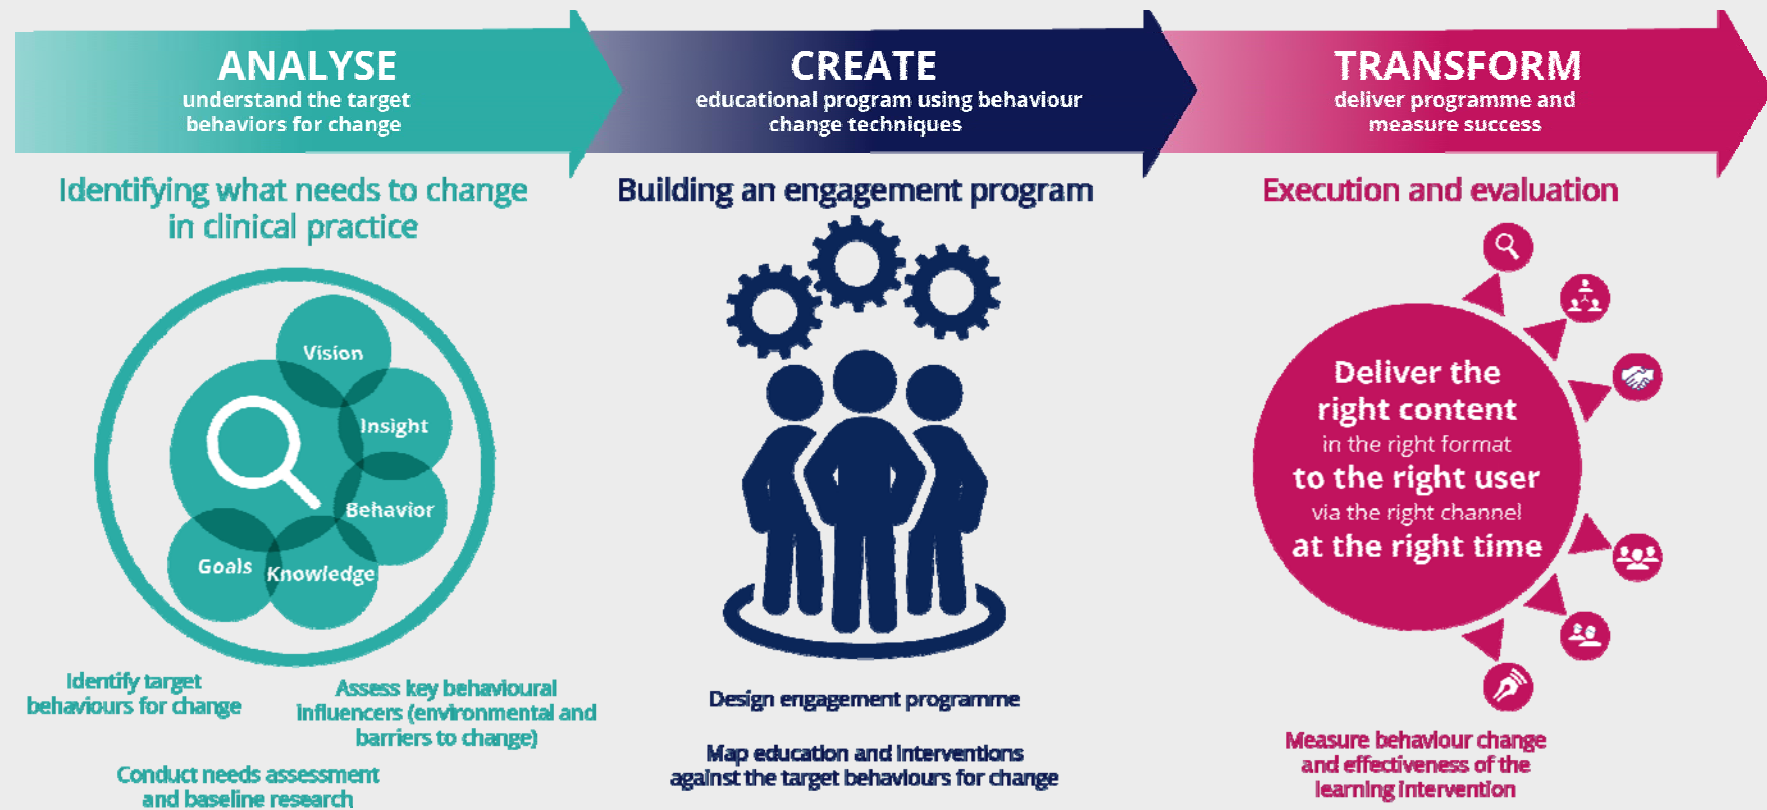 ANALYSE
understand the target
behaviors for change
CREATE
educational program using behaviour
change techniques
TRANSFORM
deliver programme and
measure success
Identifying what needs to change
in clinical practice
Vision
Insight
Behavior
Knowledge
Goals
Identify target
behaviours for change
Assess key behavioural
influencers (environmental and
barriers to change)
Conduct needs assessment
and baseline research
Building an engagement program
Design engagement programme
Map education and interventions
against the target behaviours for change
Execution and evaluation
Deliver the
right content
in the right format
to the right user
via the right channel
at the right time
Measure behaviour change
and effectiveness of the
learning intervention